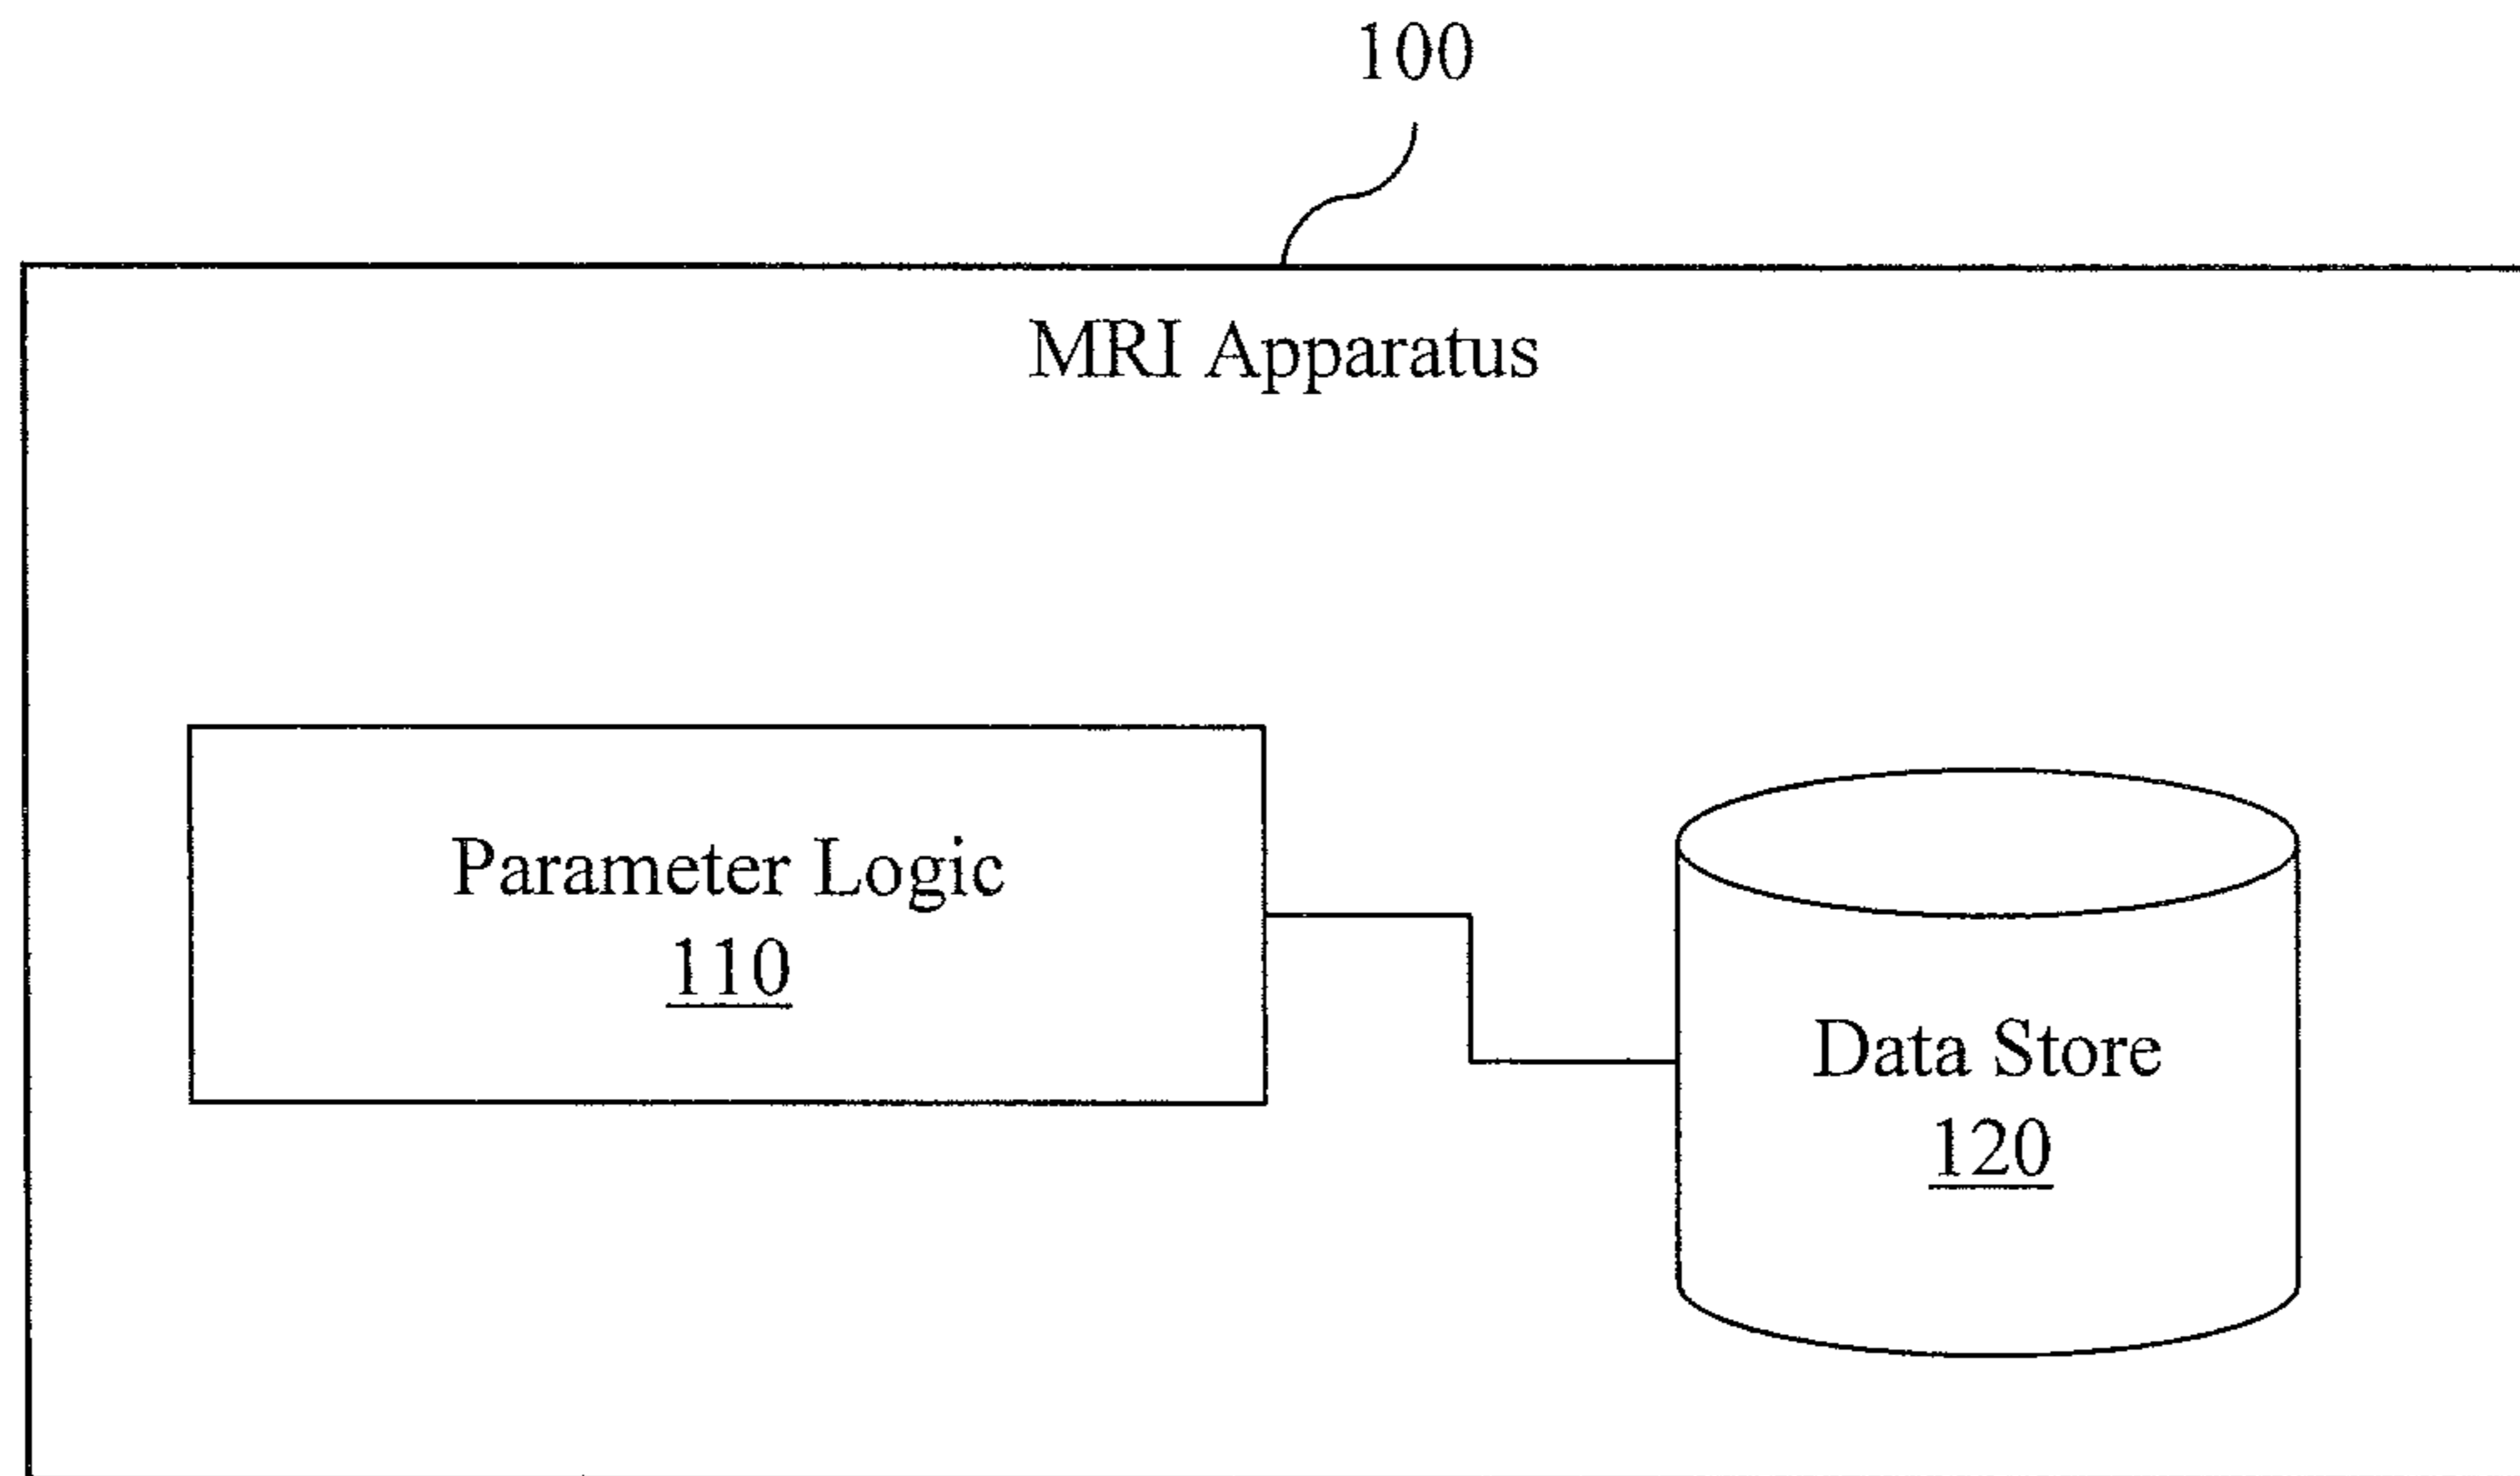 100
MRI Apparatus
Parameter Logic
110
Data Store
120